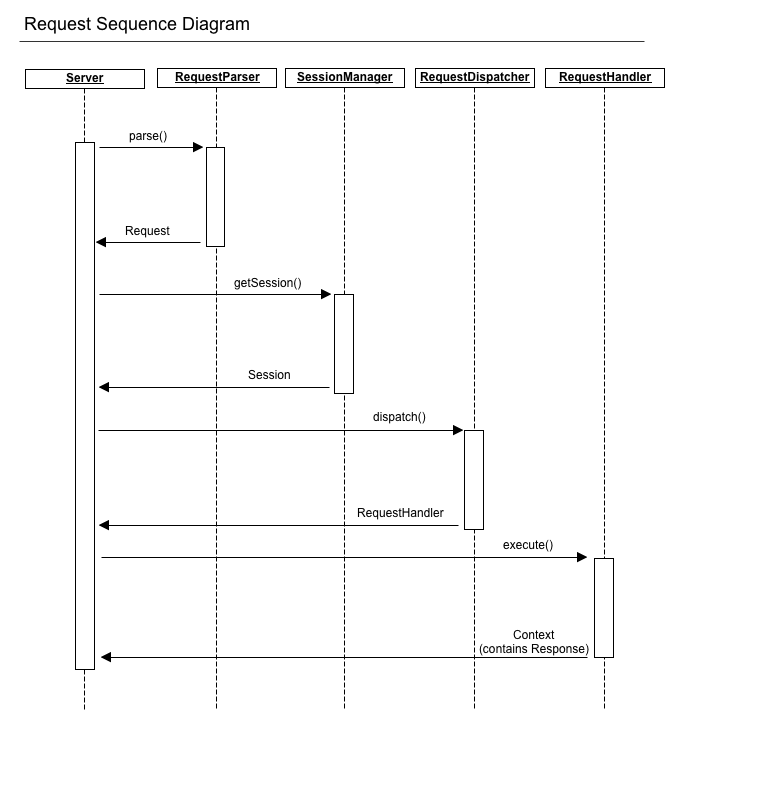 Request Sequence Diagram
Server
RequestParser
SessionManager
RequestDispatcher
RequestHandler
parse()
Request
getSession()
Session
dispatch()
RequestHandler
execute()
Context
(contains Response)